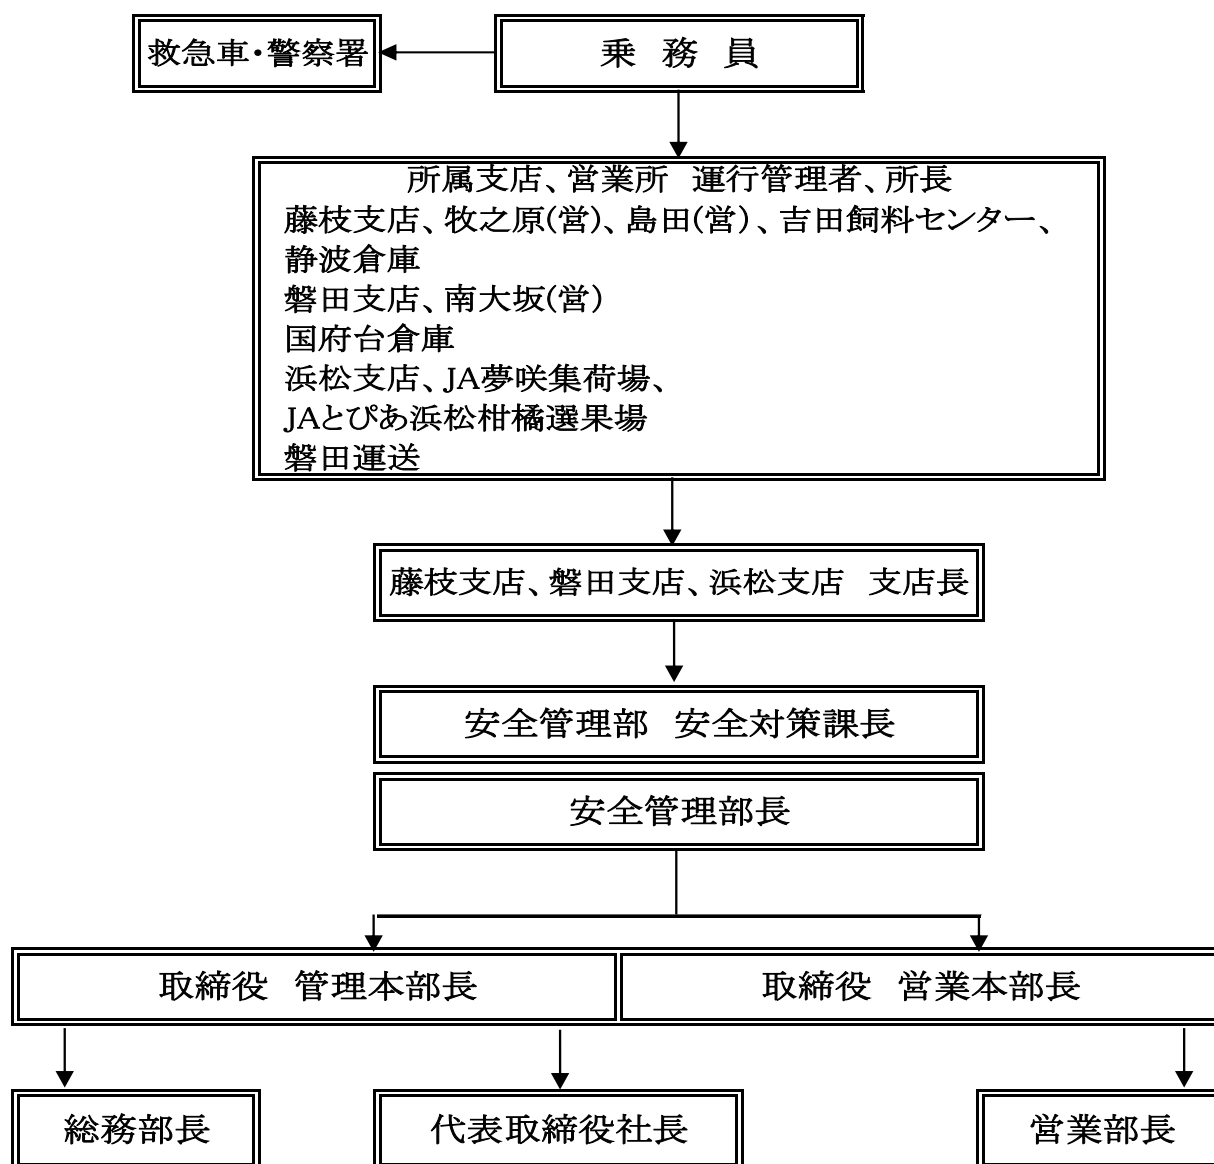 救急車・警察署
乗　務　員
所属支店、営業所　運行管理者、所長
藤枝支店、牧之原(営)、島田(営)、吉田飼料センター、
静波倉庫
磐田支店、南大坂(営)
国府台倉庫
浜松支店、JA夢咲集荷場、
JAとぴあ浜松柑橘選果場
磐田運送
藤枝支店、磐田支店、浜松支店　支店長
安全管理部　安全対策課長
安全管理部長
取締役　管理本部長
取締役　営業本部長
総務部長
代表取締役社長
営業部長